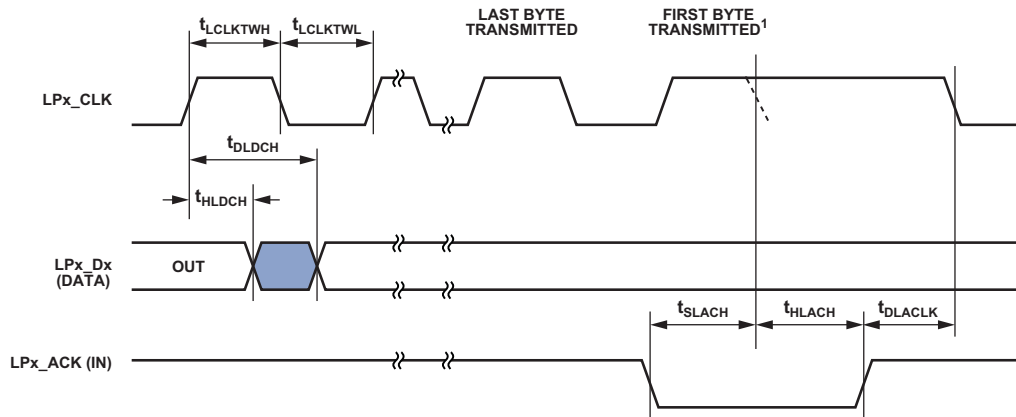 tLCLKTWH
tLCLKTWL
LAST BYTE
TRANSMITTED
FIRST BYTE
TRANSMITTED1
LPx_CLK
tDLDCH
tHLDCH
LPx_Dx
(DATA)
OUT
tSLACH
tHLACH
tDLACLK
LPx_ACK (IN)